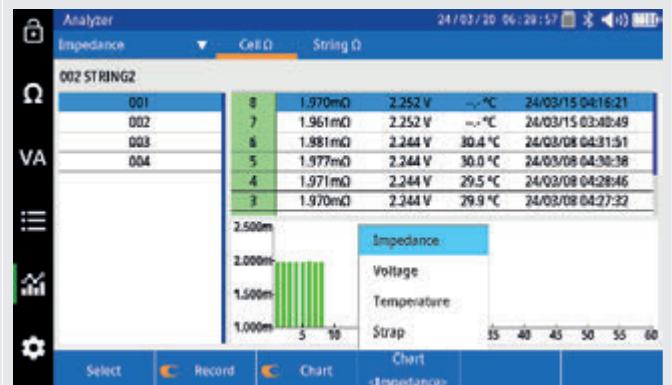 Analyzer 24/03/20 06:28:57
Impedance Cell Ω String Ω
002 STRING2
001
002
003
004
8 1.970mΩ 2.252 V --.- °C 24/03/15 04:16:21
7 1.961mΩ 2.252 V --.- °C 24/03/15 03:40:49
6 1.981mΩ 2.244 V 30.4 °C 24/03/08 04:31:51
5 1.977mΩ 2.244 V 30.0 °C 24/03/08 04:30:38
4 1.971mΩ 2.244 V 29.5 °C 24/03/08 04:28:46
3 1.970mΩ 2.244 V 29.9 °C 24/03/08 04:27:32
Ω
VA
2.500m
2.000m
1.500m
1.000m
5 10 35 40 45 50 55 60
Impedance
Voltage
Temperature
Strap
Select Record Chart Chart
<Impedance>